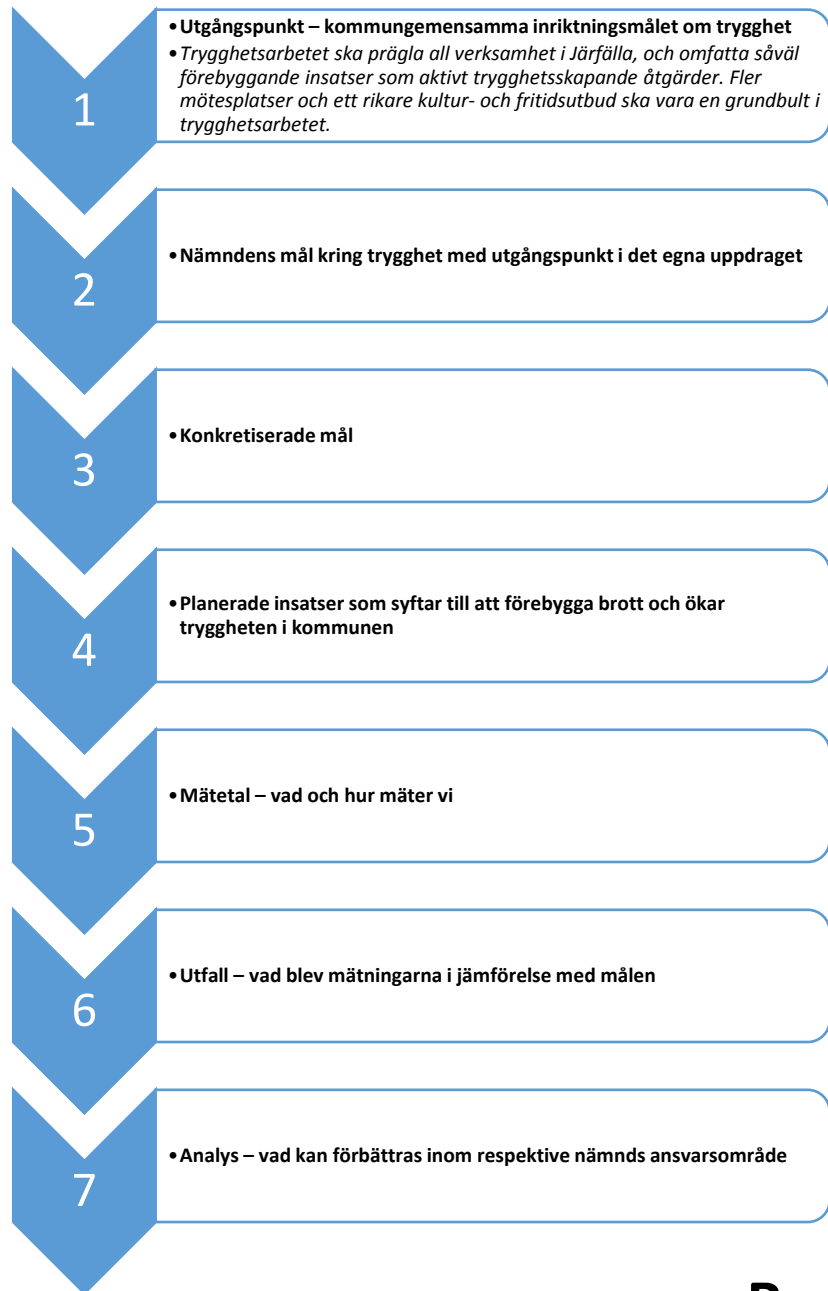 •Utgångspunkt – kommungemensamma inriktningsmålet om trygghet
•Trygghetsarbetet ska prägla all verksamhet i Järfälla, och omfatta såväl
förebyggande insatser som aktivt trygghetsskapande åtgärder. Fler
mötesplatser och ett rikare kultur- och fritidsutbud ska vara en grundbult i
trygghetsarbetet.
1
•Nämndens mål kring trygghet med utgångspunkt i det egna uppdraget
2
•Konkretiserade mål
3
•Planerade insatser som syftar till att förebygga brott och ökar
tryggheten i kommunen
4
•Mätetal – vad och hur mäter vi
5
•Utfall – vad blev mätningarna i jämförelse med målen
6
•Analys – vad kan förbättras inom respektive nämnds ansvarsområde
7